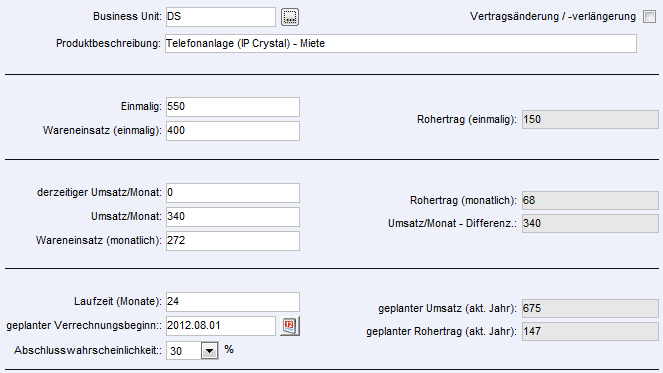 Business Unit: DS Vertragsänderung / -verlängerung
Produktbeschreibung: Telefonanlage (IP Crystal) - Miete
Einmalig: 550
Wareneinsatz (einmalig): 400
Rohertrag (einmalig): 150
derzeitiger Umsatz/Monat: 0
Umsatz/Monat: 340
Wareneinsatz (monatlich): 272
Rohertrag (monatlich): 68
Umsatz/Monat - Differenz.: 340
Laufzeit (Monate): 24
geplanter Verrechnungsbeginn:: 2012.08.01 12
Abschlusswahrscheinlichkeit:: 30 %
geplanter Umsatz (akt. Jahr): 675
geplanter Rohertrag (akt. Jahr): 147